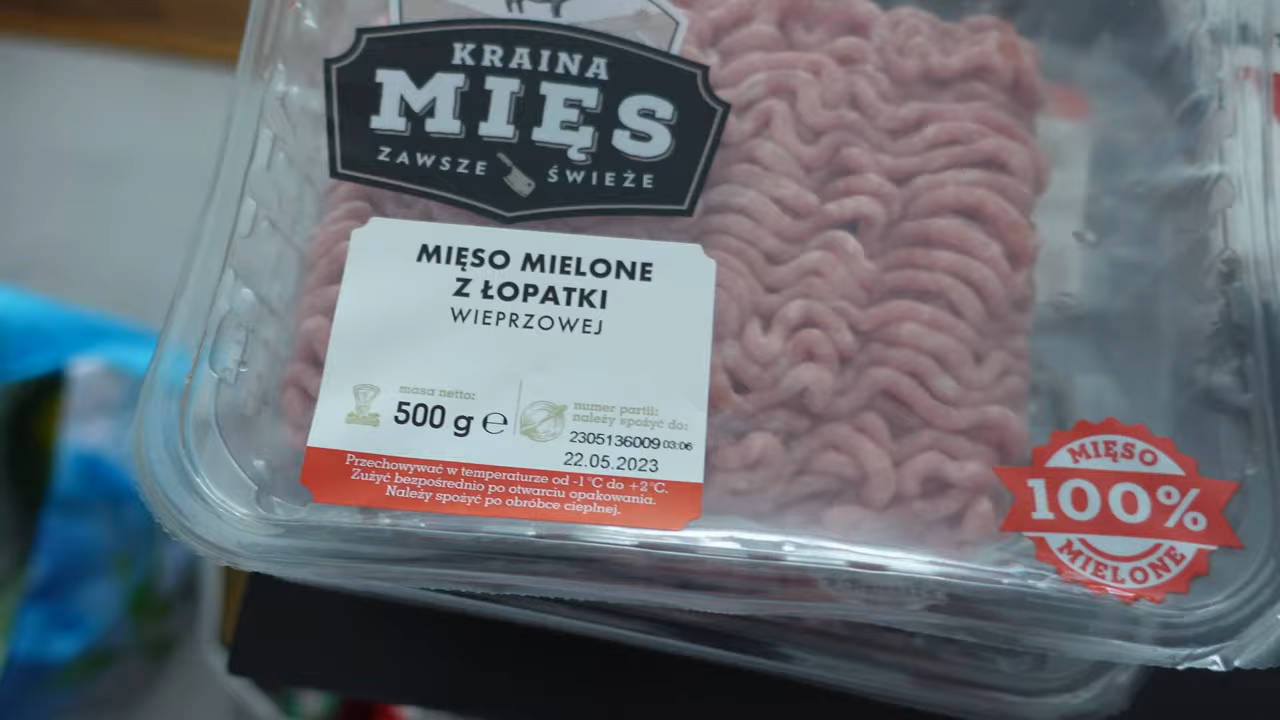 KRAINA
MIĘS
ZAWSZE ŚWIEŻE
MIĘSO MIELONE
Z ŁOPATKI
WIEPRZOWEJ
masa netto:
500 g ℮
numer partii:
należy spożyć do:
2305136009 03:06
22.05.2023
Przechowywać w temperaturze od -1°C do +2°C.
Zużyć bezpośrednio po otwarciu opakowania.
Należy spożyć po obróbce cieplnej.
MIĘSO
100%
MIELONE